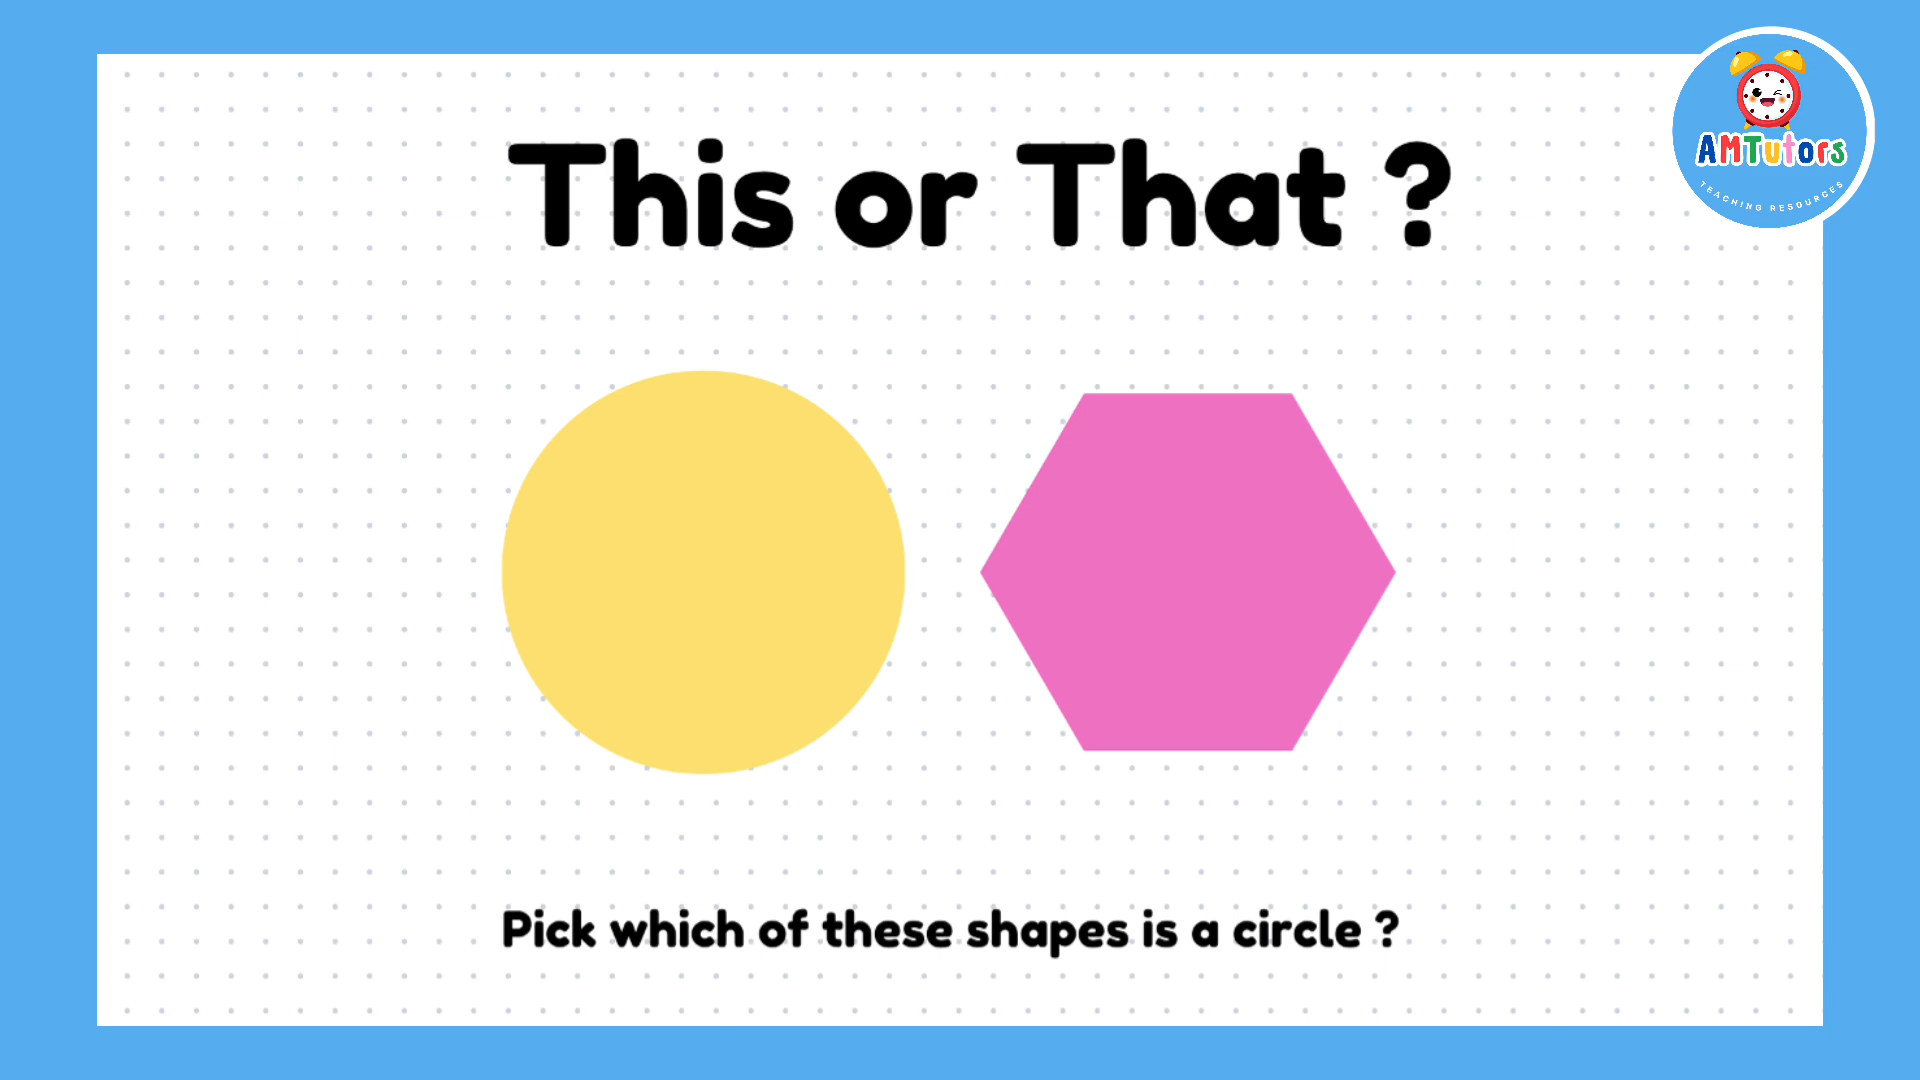 This or That ?
AMTutors
TEACHING RESOURCES
Pick which of these shapes is a circle ?